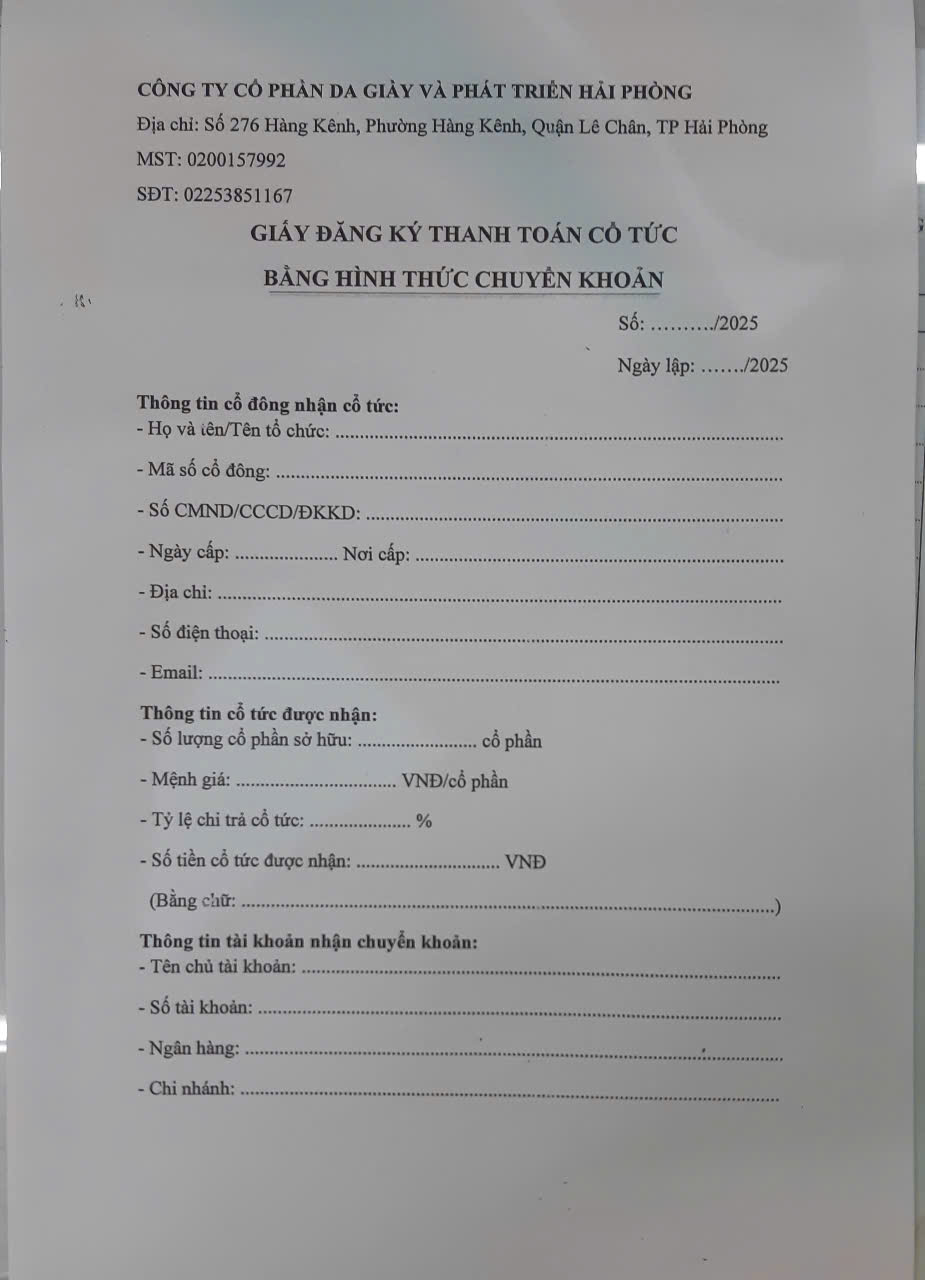 CÔNG TY CỔ PHẦN DA GIÀY VÀ PHÁT TRIỂN HẢI PHÒNG
Địa chỉ: Số 276 Hàng Kênh, Phường Hàng Kênh, Quận Lê Chân, TP Hải Phòng
MST: 0200157992
SĐT: 02253851167
GIẤY ĐĂNG KÝ THANH TOÁN CỔ TỨC
BẰNG HÌNH THỨC CHUYỂN KHOẢN
Số: ........../2025
Ngày lập: ......./2025
Thông tin cổ đông nhận cổ tức:
- Họ và tên/Tên tổ chức: ..........................................................................................
- Mã số cổ đông: ......................................................................................................
- Số CMND/CCCD/ĐKKD: ....................................................................................
- Ngày cấp: ..................... Nơi cấp: ..........................................................................
- Địa chỉ: .................................................................................................................
- Số điện thoại: ........................................................................................................
- Email: ...................................................................................................................
Thông tin cổ tức được nhận:
- Số lượng cổ phần sở hữu: ........................ cổ phần
- Mệnh giá: ................................ VNĐ/cổ phần
- Tỷ lệ chi trả cổ tức: .................... %
- Số tiền cổ tức được nhận: ............................. VNĐ
(Bằng chữ: ...........................................................................................................)
Thông tin tài khoản nhận chuyển khoản:
- Tên chủ tài khoản: ................................................................................................
- Số tài khoản: .........................................................................................................
- Ngân hàng: ............................................................................................................
- Chi nhánh: ............................................................................................................